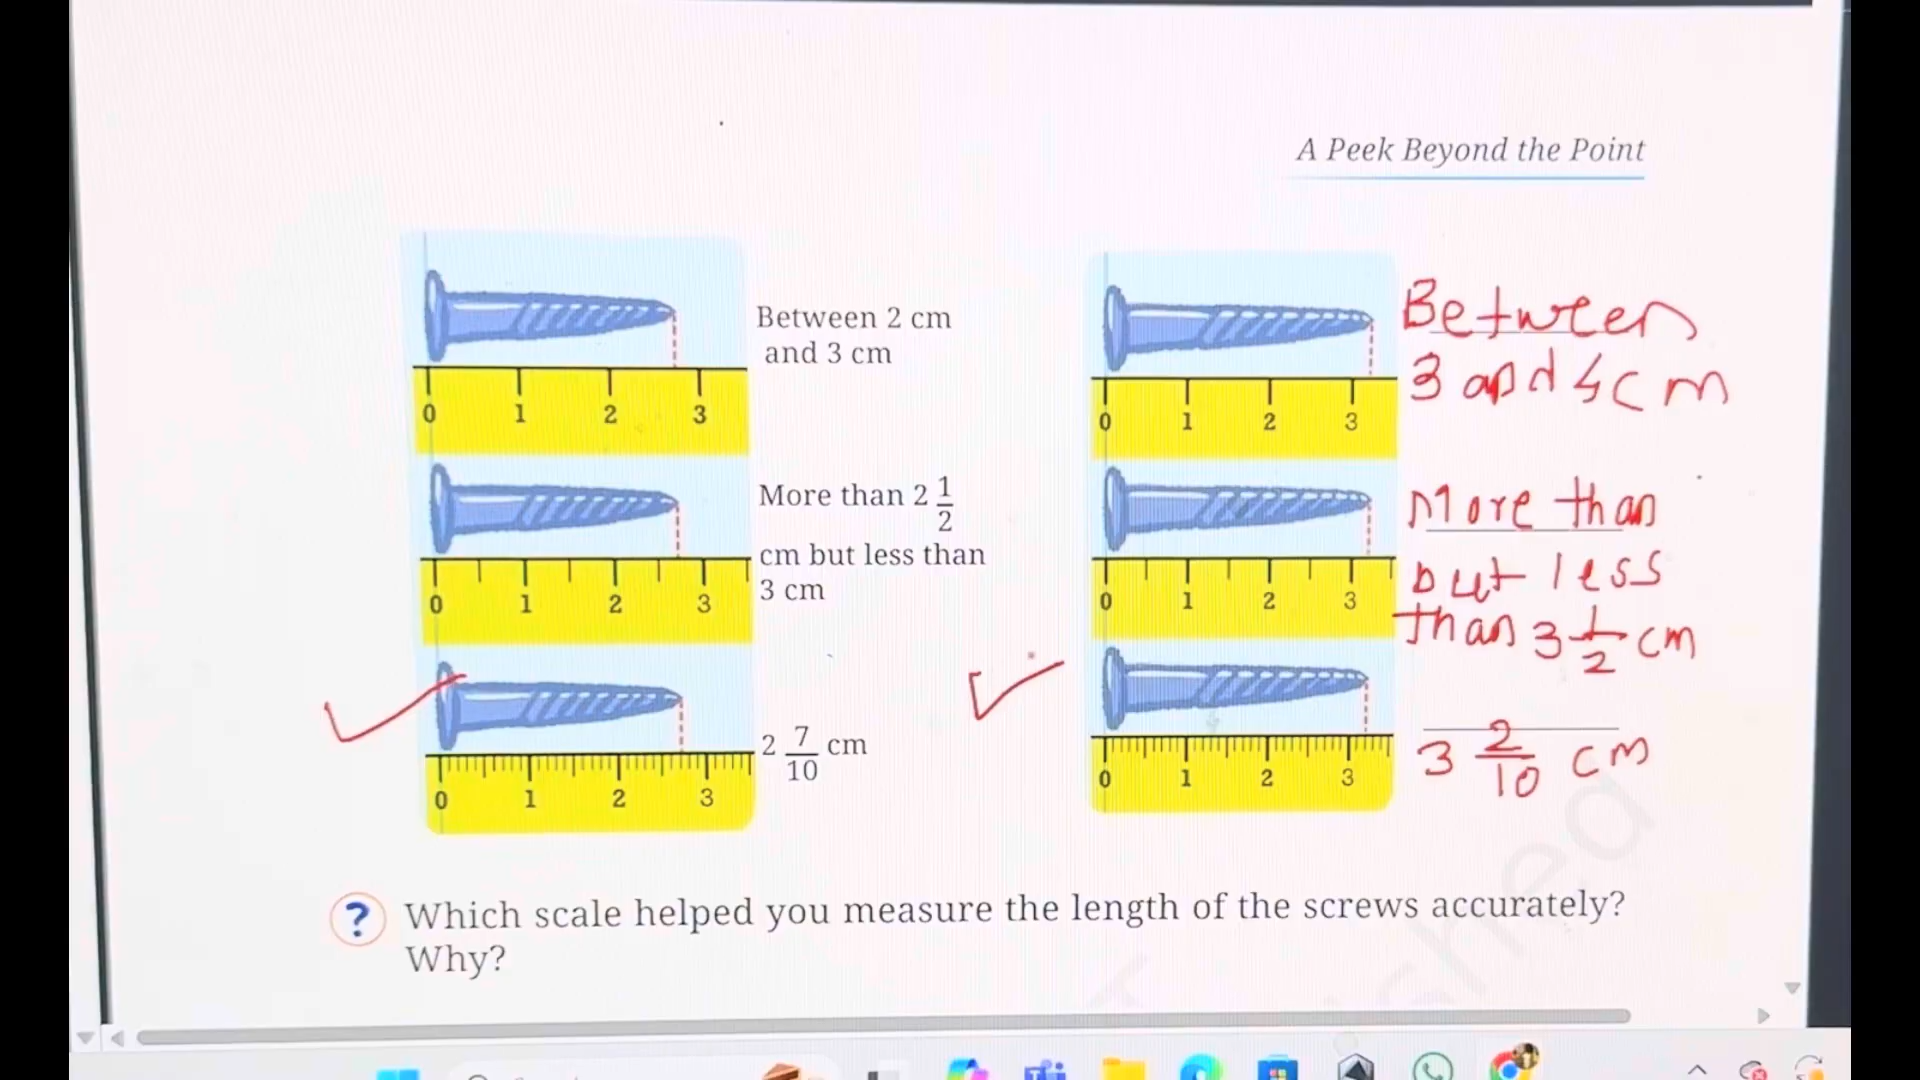 A Peek Beyond the Point
Between 2 cm
and 3 cm
0 1 2 3
More than 2 1/2
cm but less than
3 cm
0 1 2 3
2 7/10 cm
0 1 2 3
Between
3 and 4 cm
0 1 2 3
More than
but less
than 3 1/2 cm
0 1 2 3
3 2/10 cm
0 1 2 3
? Which scale helped you measure the length of the screws accurately?
Why?